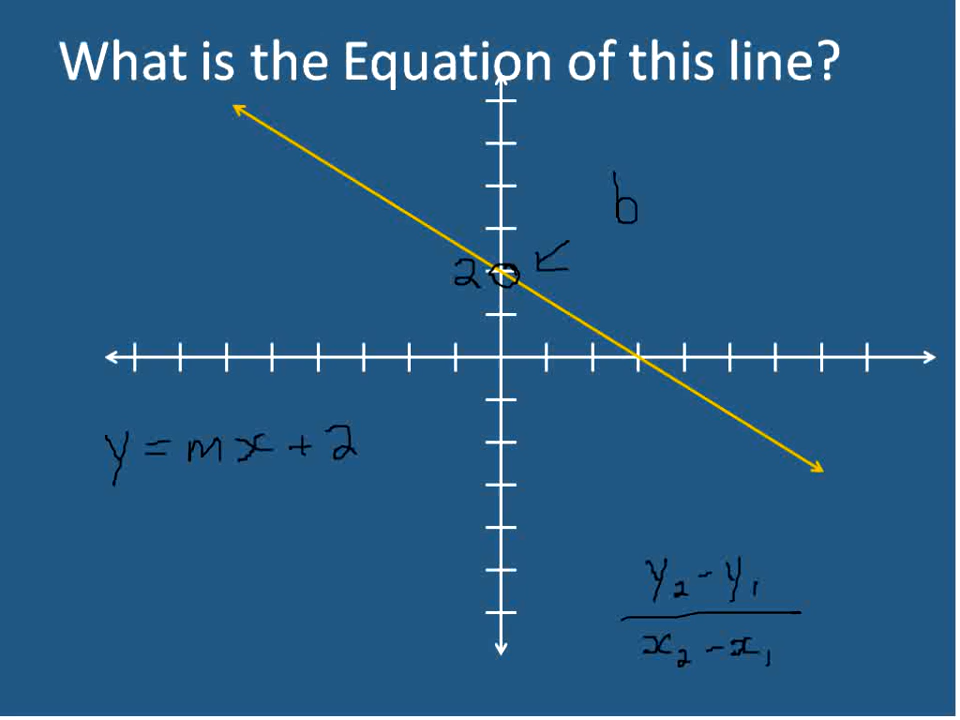 What is the Equation of this line?
b
2
y = mx + 2
y₂ - y₁
x₂ - x₁